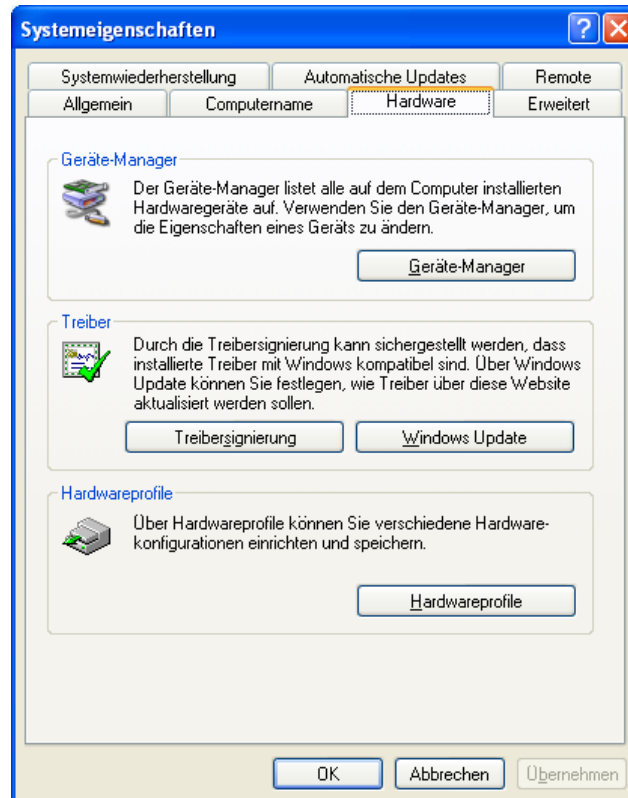 Systemeigenschaften
Systemwiederherstellung Automatische Updates Remote
Allgemein Computername Hardware Erweitert
Geräte-Manager
Der Geräte-Manager listet alle auf dem Computer installierten
Hardwaregeräte auf. Verwenden Sie den Geräte-Manager, um
die Eigenschaften eines Geräts zu ändern.
Geräte-Manager
Treiber
Durch die Treibersignierung kann sichergestellt werden, dass
installierte Treiber mit Windows kompatibel sind. Über Windows
Update können Sie festlegen, wie Treiber über diese Website
aktualisiert werden sollen.
Treibersignierung Windows Update
Hardwareprofile
Über Hardwareprofile können Sie verschiedene Hardware-
konfigurationen einrichten und speichern.
Hardwareprofile
OK Abbrechen Übernehmen